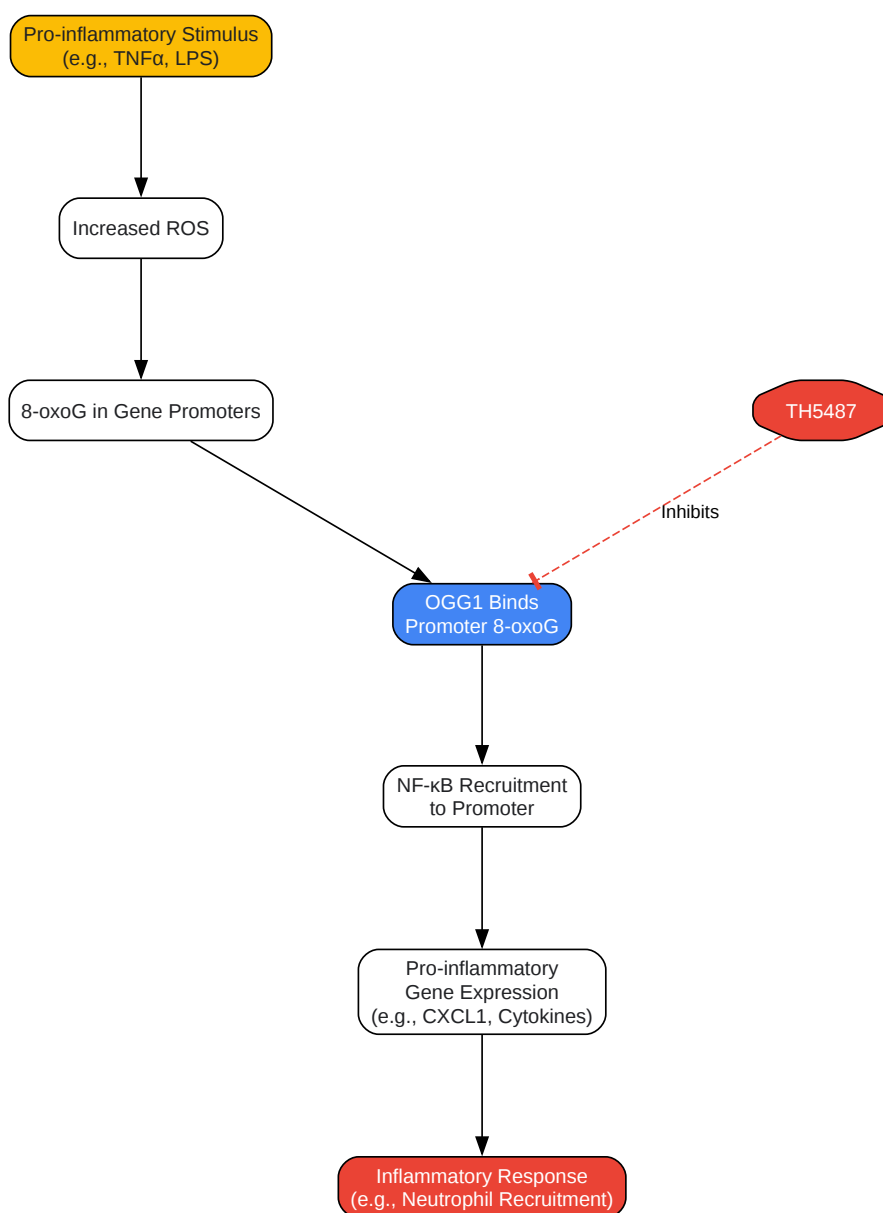 Pro-inflammatory Stimulus
(e.g., TNFα, LPS)
Increased ROS
8-oxoG in Gene Promoters
TH5487
Inhibits
OGG1 Binds
Promoter 8-oxoG
NF-κB Recruitment
to Promoter
Pro-inflammatory
Gene Expression
(e.g., CXCL1, Cytokines)
Inflammatory Response
(e.g., Neutrophil Recruitment)